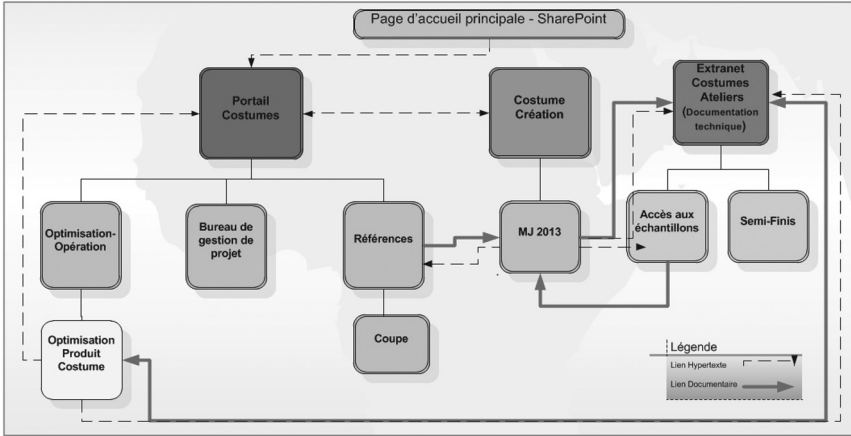 Page d'accueil principale - SharePoint
Portail
Costumes
Costume
Création
Extranet
Costumes
Ateliers
(Documentation
technique)
Optimisation-
Opération
Bureau de
gestion de
projet
Références
MJ 2013
Accès aux
échantillons
Semi-Finis
Optimisation
Produit
Costume
Coupe
Légende
Lien Hypertexte
Lien Documentaire